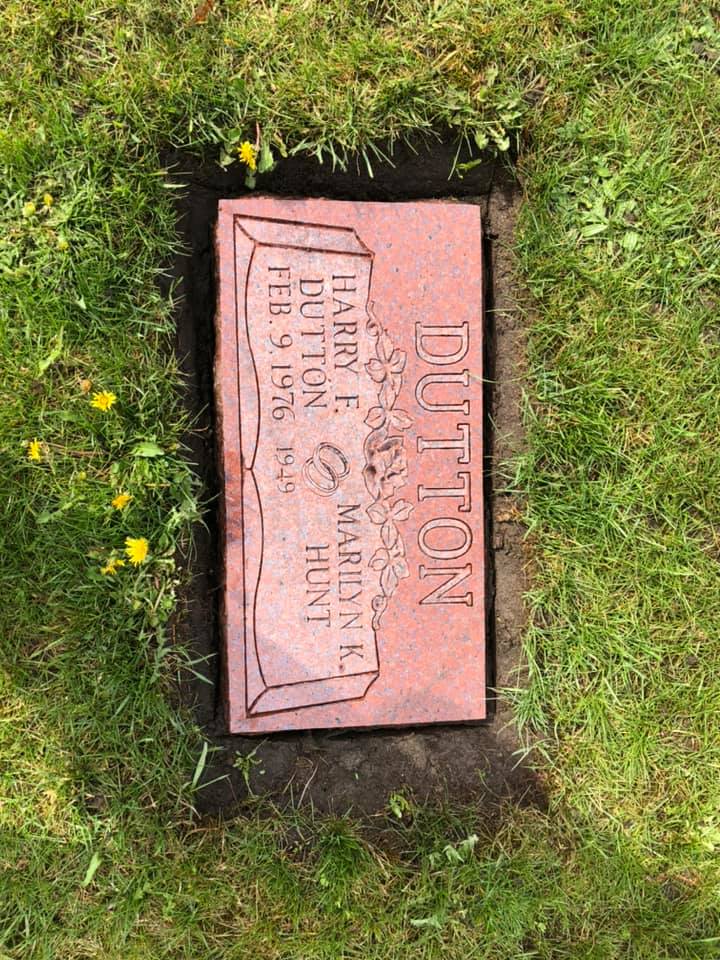 DUTTON
HARRY F.
DUTTON
FEB. 9, 1976
1949
MARILYN K.
HUNT